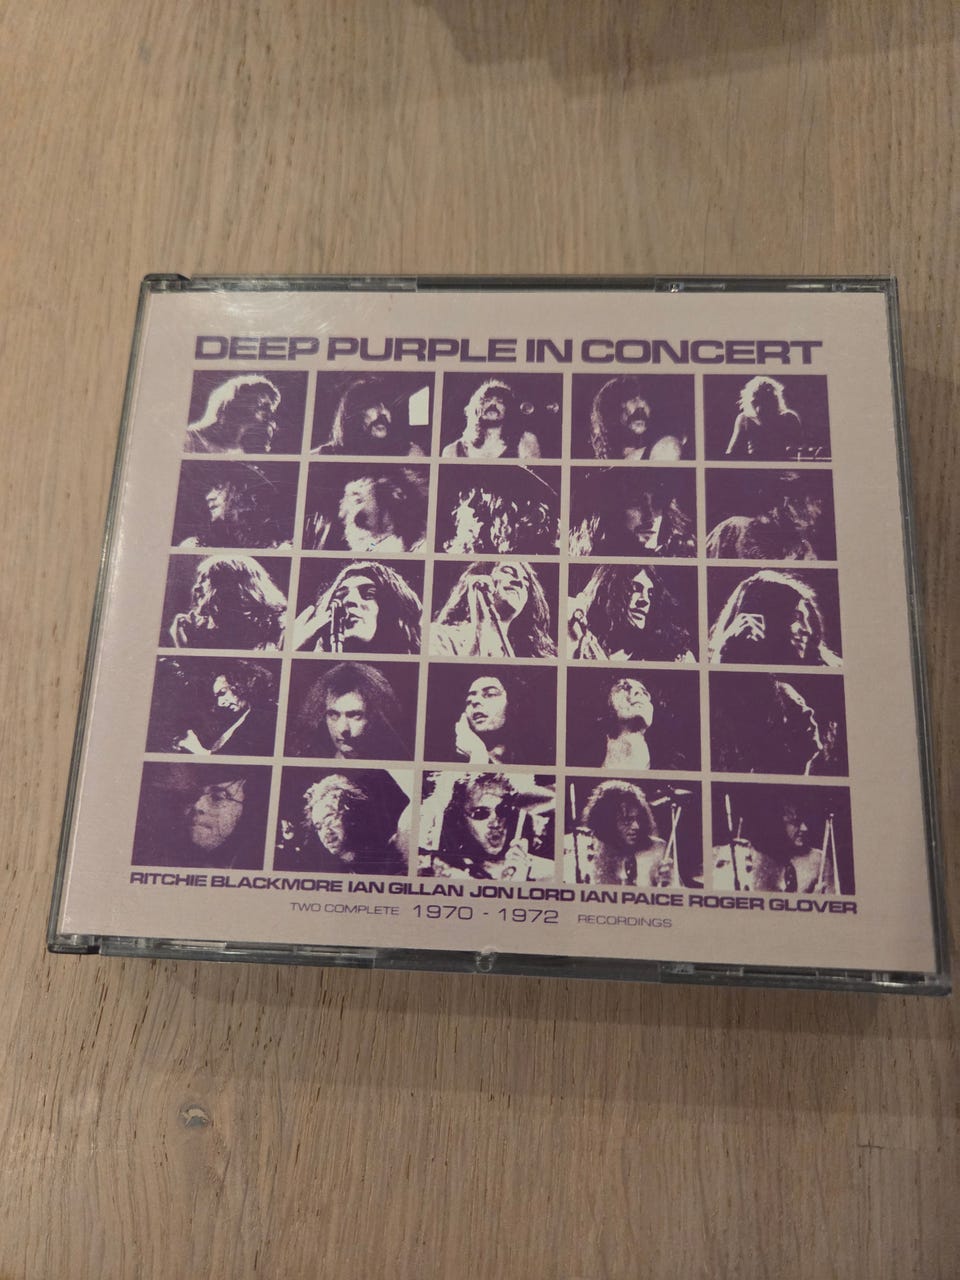 DEEP PURPLE IN CONCERT
RITCHIE BLACKMORE IAN GILLAN JON LORD IAN PAICE ROGER GLOVER
TWO COMPLETE 1970 - 1972 RECORDINGS